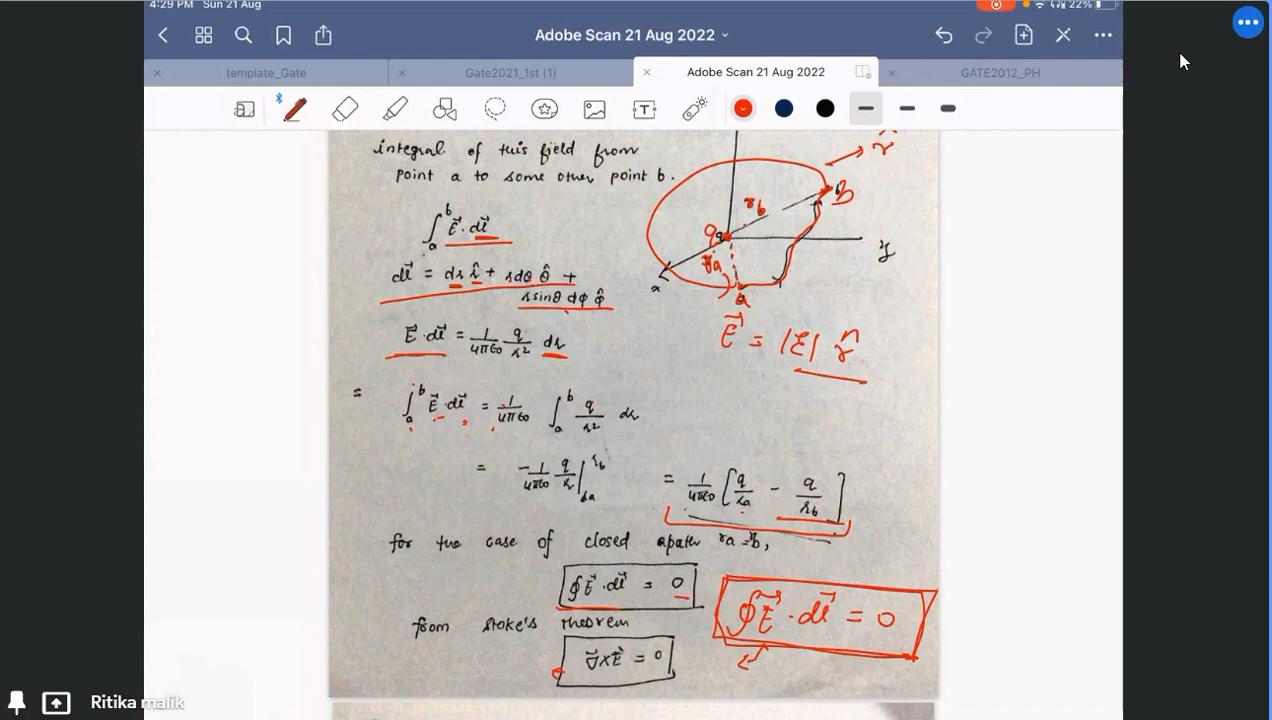 4:29 PM Sun 21 Aug
22%
Adobe Scan 21 Aug 2022
template_Gate
Gate2021_1st (1)
Adobe Scan 21 Aug 2022
GATE2012_PH
integral of this field from
point a to some other point b.
∫ₐᵇ E⃗ · dl⃗
dl⃗ = dr r̂ + rdθ θ̂ +
rsinθ dφ φ̂
E⃗ · dl⃗ = 1/4πε₀ q/r² dr
= ∫ₐᵇ E⃗ · dl⃗ = 1/4πε₀ ∫ₐᵇ q/r² dr
= -1/4πε₀ q/r |ʳᵇ ra = 1/4πε₀ [q/ra - q/rb]
r̂
b
rb
q
ra
a
x
y
E⃗ = |E| r̂
for the case of closed apath ra = rb,
∮E⃗ · dl⃗ = 0
∮E⃗ · dl⃗ = 0
from stoke's theorem
∇⃗×E⃗ = 0
Ritika malik